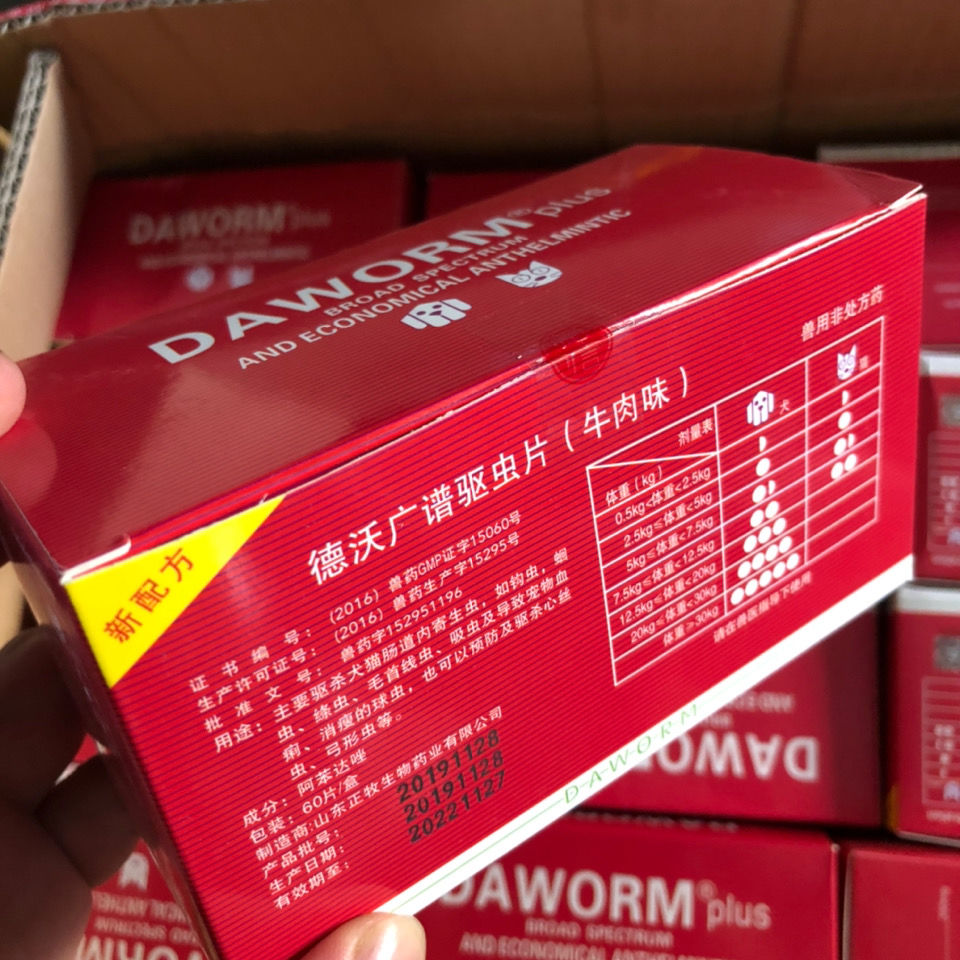 DAWORM® plus
BROAD SPECTRUM
AND ECONOMICAL ANTHELMINTIC
新配方
德沃广谱驱虫片（牛肉味）
证书编号：（2016）兽药GMP证字15060号
生产许可证号：（2016）兽药生产字15295号
批准文号：兽药字152951196
用途：主要驱杀犬猫肠道内寄生虫，如钩虫，蛔
虫、绦虫、毛首线虫、吸虫及导致宠物血
痢、消瘦的球虫，也可以预防及驱杀心丝
虫、弓形虫等。
成分：阿苯达唑
包装：60片/盒
制造商：山东正牧生物药业有限公司
产品批号：20191128
生产日期：20191128
有效期至：20221127
兽用非处方药
剂量表 犬 猫
体重（kg）
0.5kg<体重<2.5kg
2.5kg≤体重<5kg
5kg≤体重<7.5kg
7.5kg≤体重<12.5kg
12.5kg≤体重<20kg
20kg≤体重<30kg
体重≥30kg
请在兽医指导下使用
DAWORM
DAWORM® plus
DAWORM
DAWORM® plus
BROAD SPECTRUM
AND ECONOMICAL ANTHELMINTIC